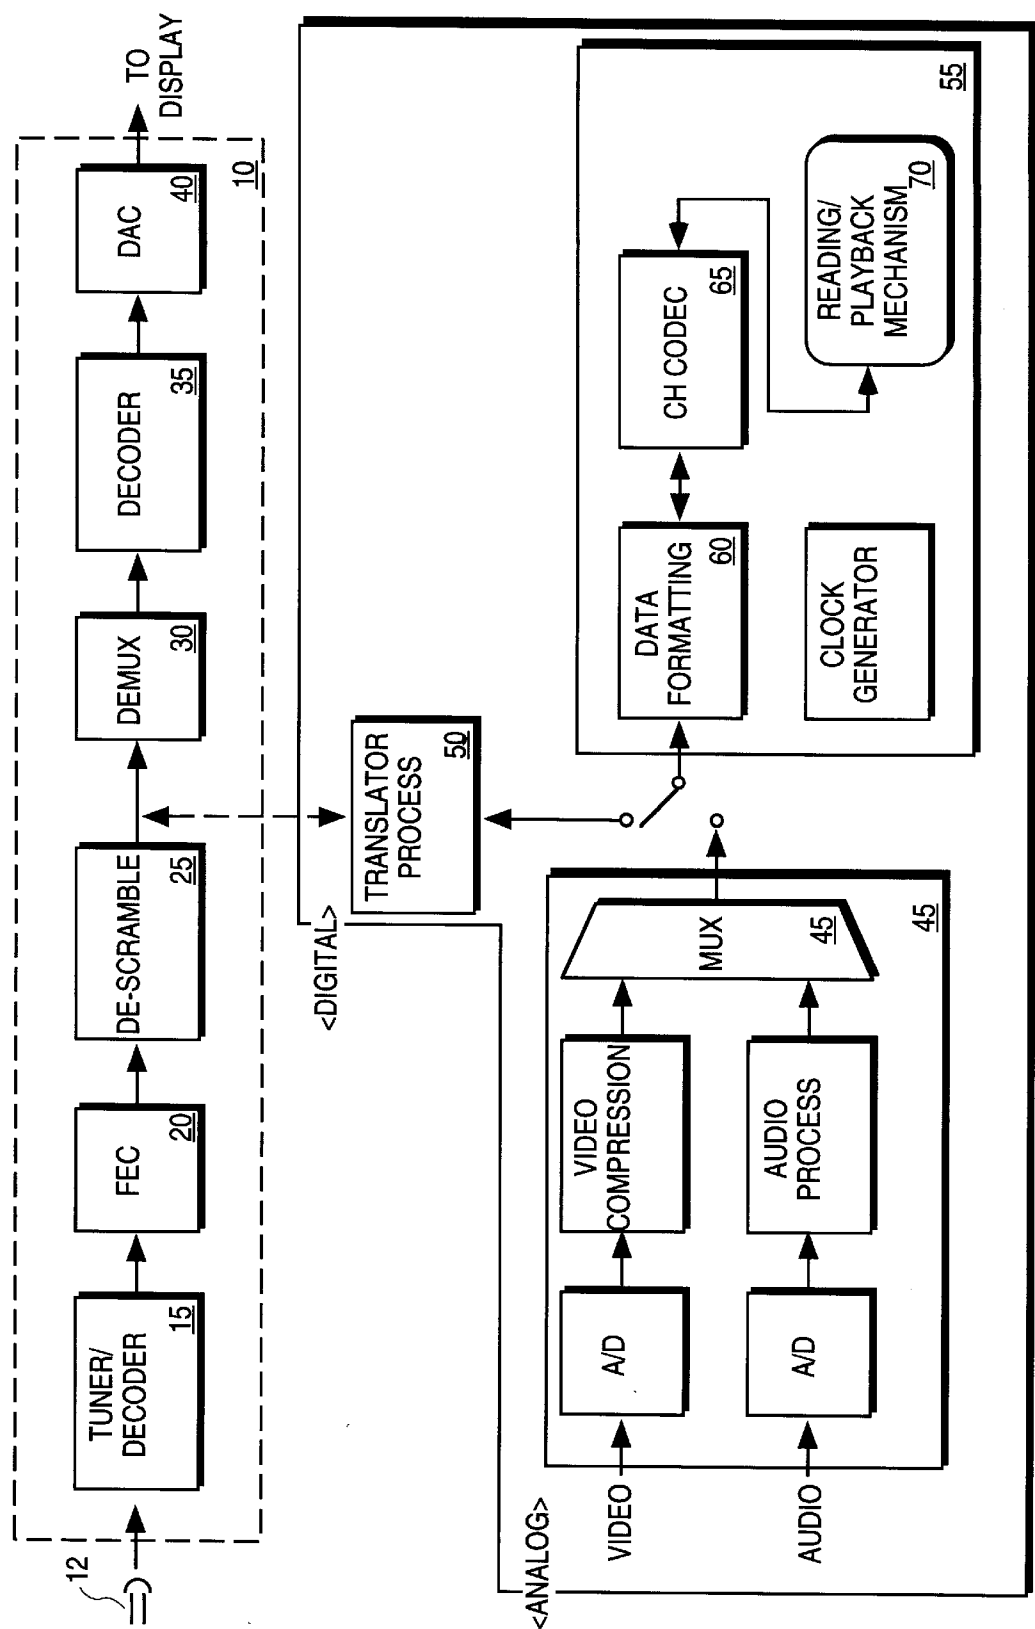 12
TUNER/
DECODER
15
FEC
20
DE-SCRAMBLE
25
DEMUX
30
DECODER
35
DAC
40
10
TO
DISPLAY
<DIGITAL>
TRANSLATOR
PROCESS
50
<ANALOG>
VIDEO
A/D
VIDEO
COMPRESSION
AUDIO
A/D
AUDIO
PROCESS
MUX
45
45
DATA
FORMATTING
60
CH CODEC
65
CLOCK
GENERATOR
READING/
PLAYBACK
MECHANISM
70
55